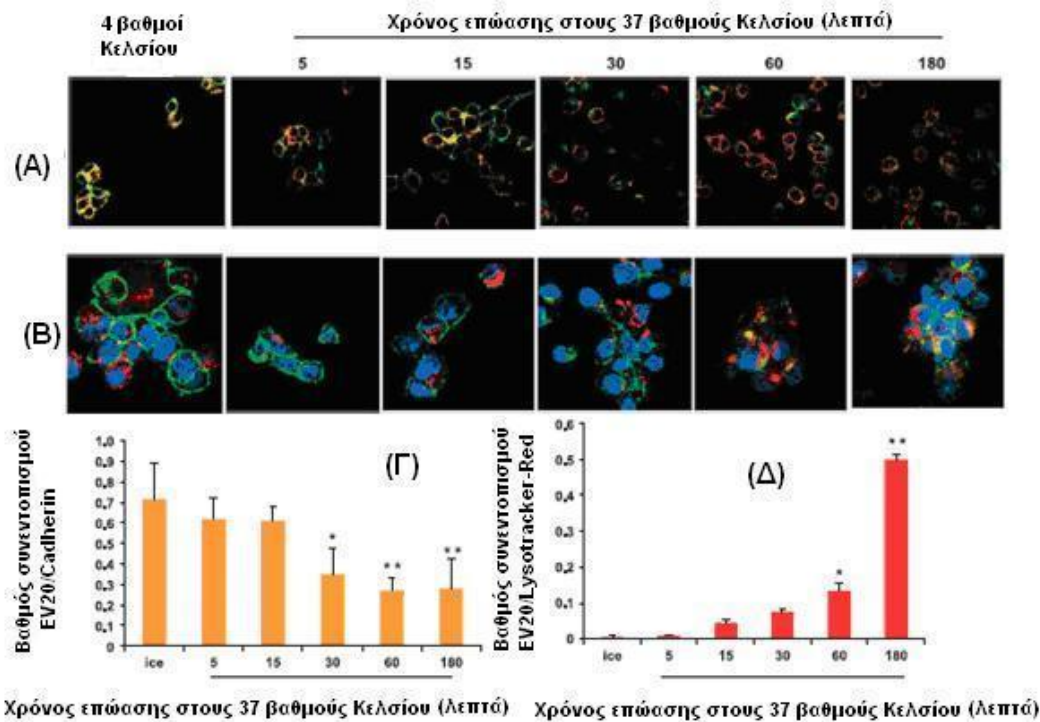 4 βαθμοί
Κελσίου
Χρόνος επώασης στους 37 βαθμούς Κελσίου (λεπτά)
5 15 30 60 180
(Α)
(Β)
Βαθμός συνεντοπισμού
EV20/Cadherin
1,0
0,9
0,8
0,7
0,6
0,5
0,4
0,3
0,2
0,1
0
(Γ)
* ** **
ice 5 15 30 60 180
Χρόνος επώασης στους 37 βαθμούς Κελσίου (λεπτά)
Βαθμός συνεντοπισμού
EV20/Lysotracker-Red
0,6
0,5
0,4
0,3
0,2
0,1
0
(Δ)
* **
ice 5 15 30 60 180
Χρόνος επώασης στους 37 βαθμούς Κελσίου (λεπτά)